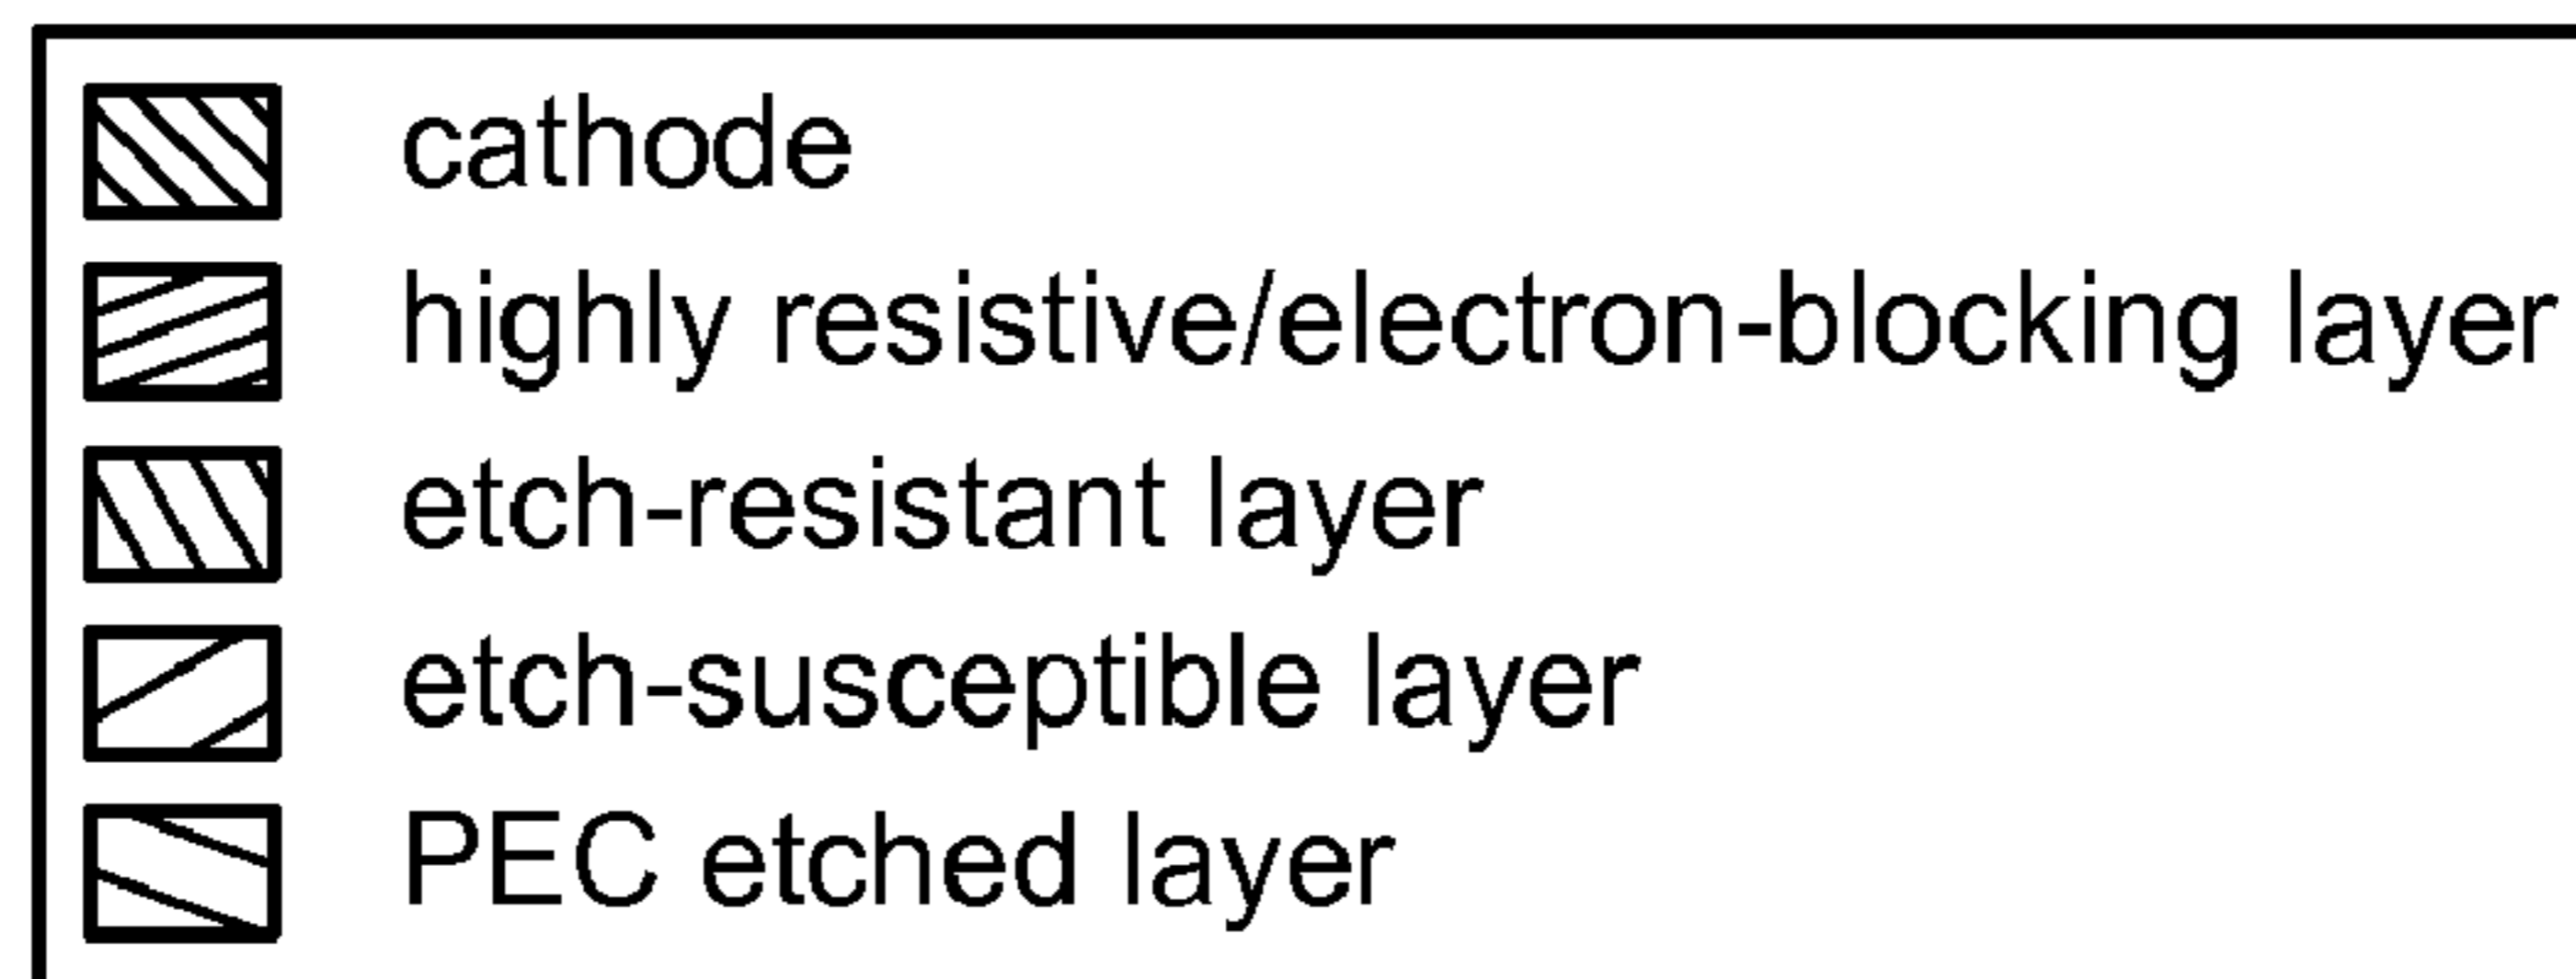 cathode
highly resistive/electron-blocking layer
etch-resistant layer
etch-susceptible layer
PEC etched layer